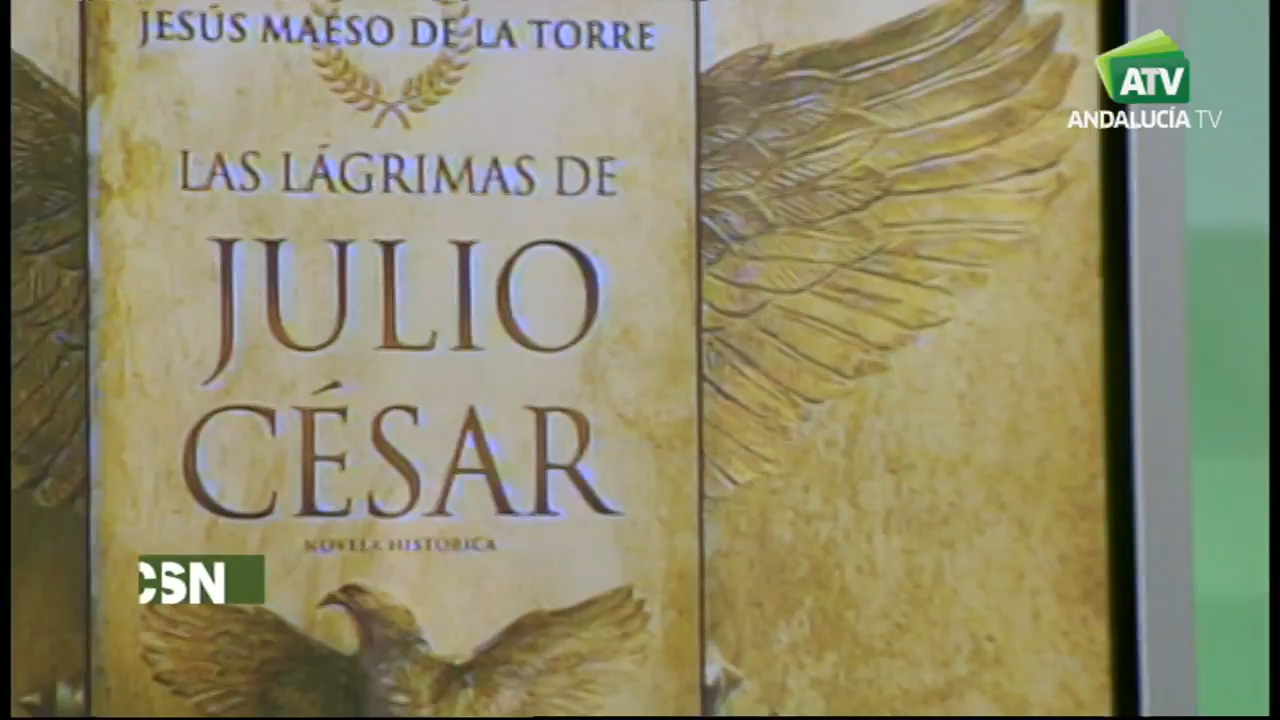 JESÚS MAESO DE LA TORRE
ATV
ANDALUCÍA TV
LAS LÁGRIMAS DE
JULIO
CÉSAR
NOVELA HISTÓRICA
CSN